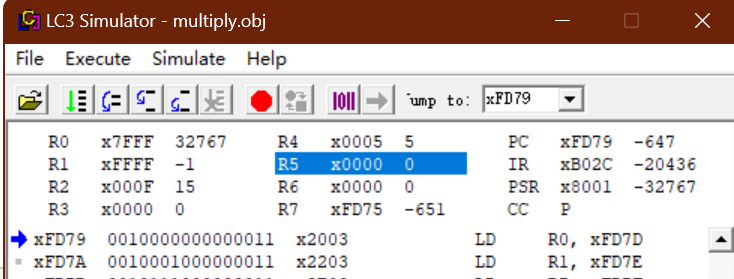 LC3 Simulator - multiply.obj
File Execute Simulate Help
Jump to: xFD79
R0 x7FFF 32767 R4 x0005 5 PC xFD79 -647
R1 xFFFF -1 R5 x0000 0 IR xB02C -20436
R2 x000F 15 R6 x0000 0 PSR x8001 -32767
R3 x0000 0 R7 xFD75 -651 CC P
xFD79 0010000000000011 x2003 LD R0, xFD7D
xFD7A 0010001000000011 x2203 LD R1, xFD7E